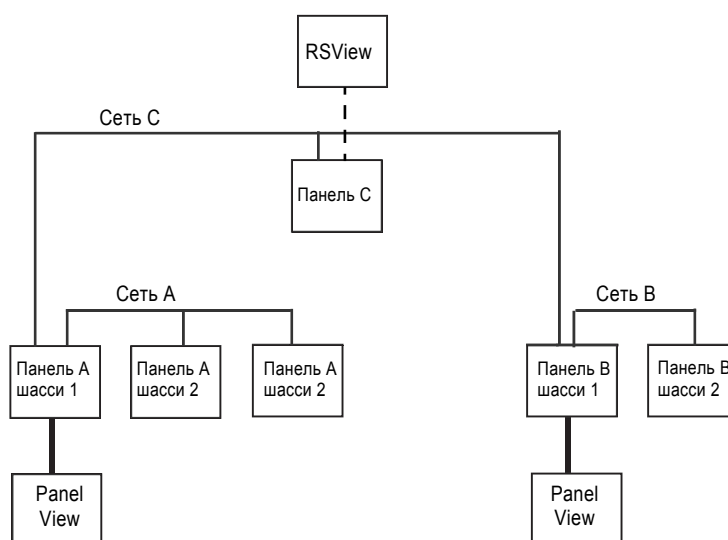 RSView
Сеть C
Панель C
Сеть A
Сеть B
Панель A
шасси 1
Панель A
шасси 2
Панель A
шасси 2
Панель B
шасси 1
Панель B
шасси 2
Panel
View
Panel
View